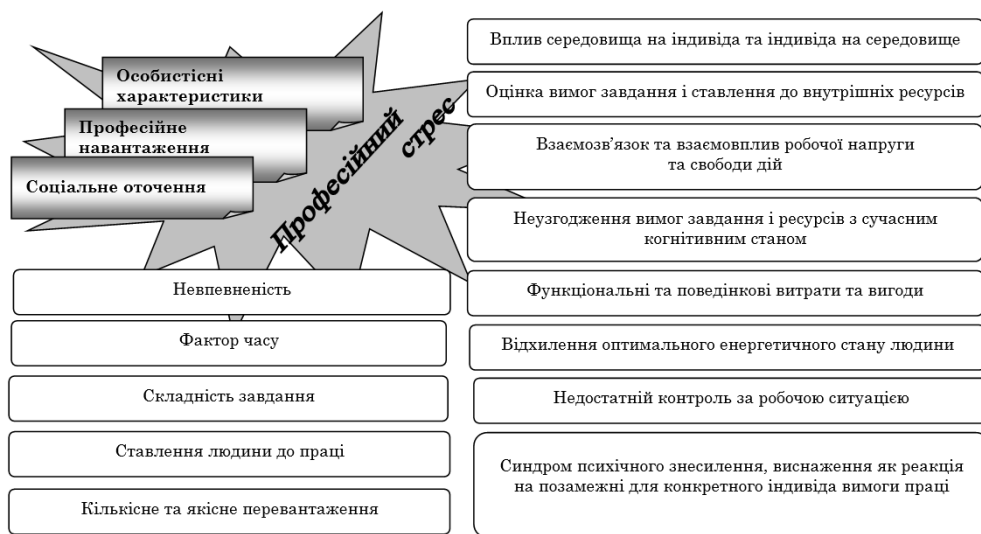 Особистісні
характеристики
Професійне
навантаження
Соціальне оточення
Професійний
стрес
Невпевненість
Фактор часу
Складність завдання
Ставлення людини до праці
Кількісне та якісне перевантаження
Вплив середовища на індивіда та індивіда на середовище
Оцінка вимог завдання і ставлення до внутрішніх ресурсів
Взаємозв’язок та взаємовплив робочої напруги
та свободи дій
Неузгодження вимог завдання і ресурсів з сучасним
когнітивним станом
Функціональні та поведінкові витрати та вигоди
Відхилення оптимального енергетичного стану людини
Недостатній контроль за робочою ситуацією
Синдром психічного знесилення, виснаження як реакція
на позамежні для конкретного індивіда вимоги праці